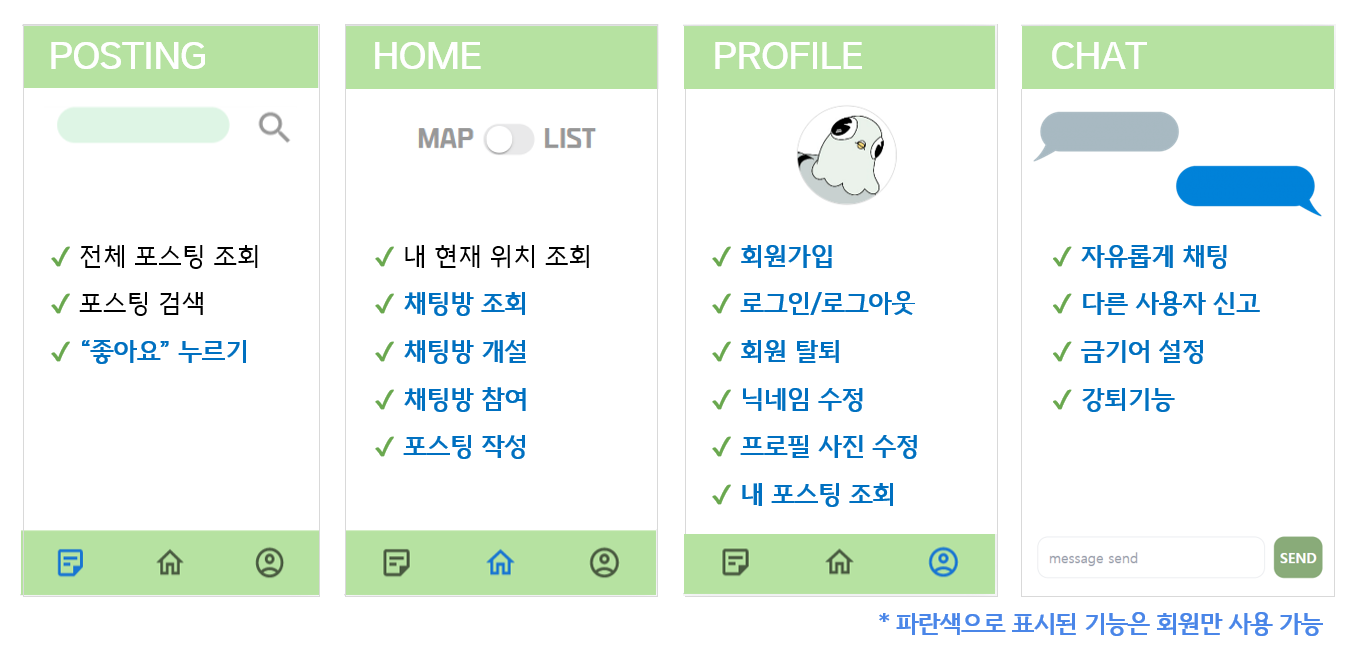 POSTING
전체 포스팅 조회
포스팅 검색
“좋아요” 누르기
HOME
MAP LIST
내 현재 위치 조회
채팅방 조회
채팅방 개설
채팅방 참여
포스팅 작성
PROFILE
회원가입
로그인/로그아웃
회원 탈퇴
닉네임 수정
프로필 사진 수정
내 포스팅 조회
CHAT
자유롭게 채팅
다른 사용자 신고
금기어 설정
강퇴기능
message send SEND
* 파란색으로 표시된 기능은 회원만 사용 가능